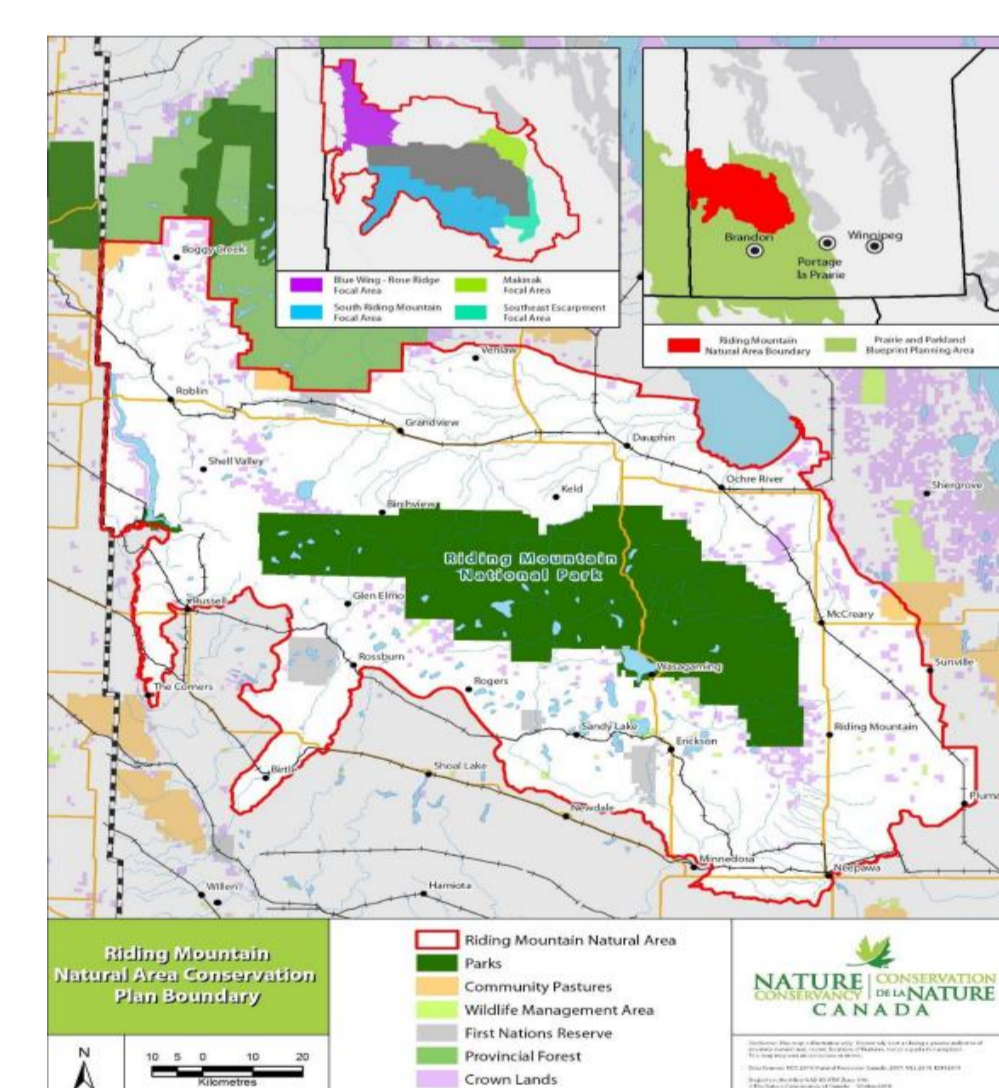 Blue Wing - Rose Ridge
Focal Area
Makinak
Focal Area
South Riding Mountain
Focal Area
Southeast Escarpment
Focal Area
Brandon
Winnipeg
Portage
la Prairie
Riding Mountain
Natural Area Boundary
Prairie and Parkland
Blueprint Planning Area
Boggy Creek
Venlaw
Roblin
Grandview
Dauphin
Shell Valley
Ochre River
Keld
Shergrove
Birchview
Riding Mountain
National Park
Glen Elmo
Russell
McCreary
Rossburn
Wasagaming
Sunville
The Corners
Rogers
Sandy Lake
Riding Mountain
Erickson
Birtle
Shoal Lake
Pluma
Newdale
Minnedosa
Neepawa
Willen
Hamiota
Riding Mountain
Natural Area Conservation
Plan Boundary
Riding Mountain Natural Area
Parks
Community Pastures
Wildlife Management Area
First Nations Reserve
Provincial Forest
Crown Lands
N
10 5 0 10 20
Kilometres
NATURE CONSERVATION
CONSERVANCY DE LA NATURE
CANADA